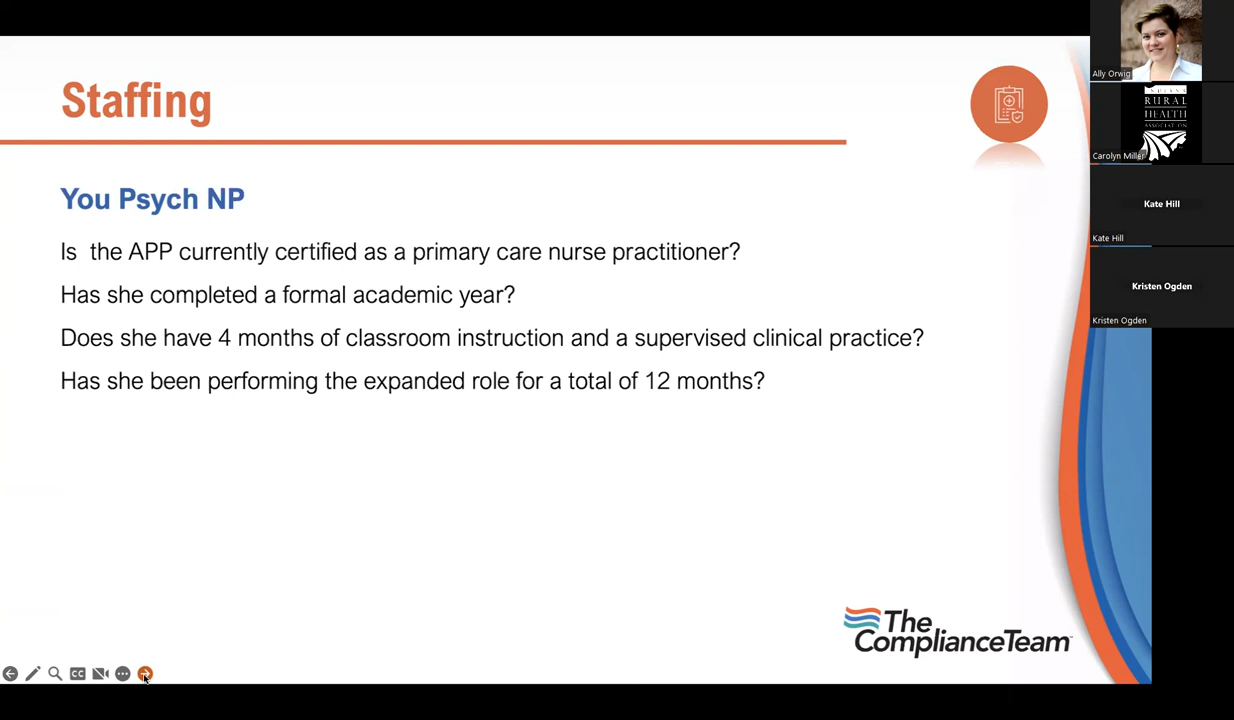 Staffing
You Psych NP
Is the APP currently certified as a primary care nurse practitioner?
Has she completed a formal academic year?
Does she have 4 months of classroom instruction and a supervised clinical practice?
Has she been performing the expanded role for a total of 12 months?
The
ComplianceTeam
CC
Ally Orwig
INDIANA
RURAL
HEALTH
ASSOCIATION
Carolyn Miller
Kate Hill
Kate Hill
Kristen Ogden
Kristen Ogden